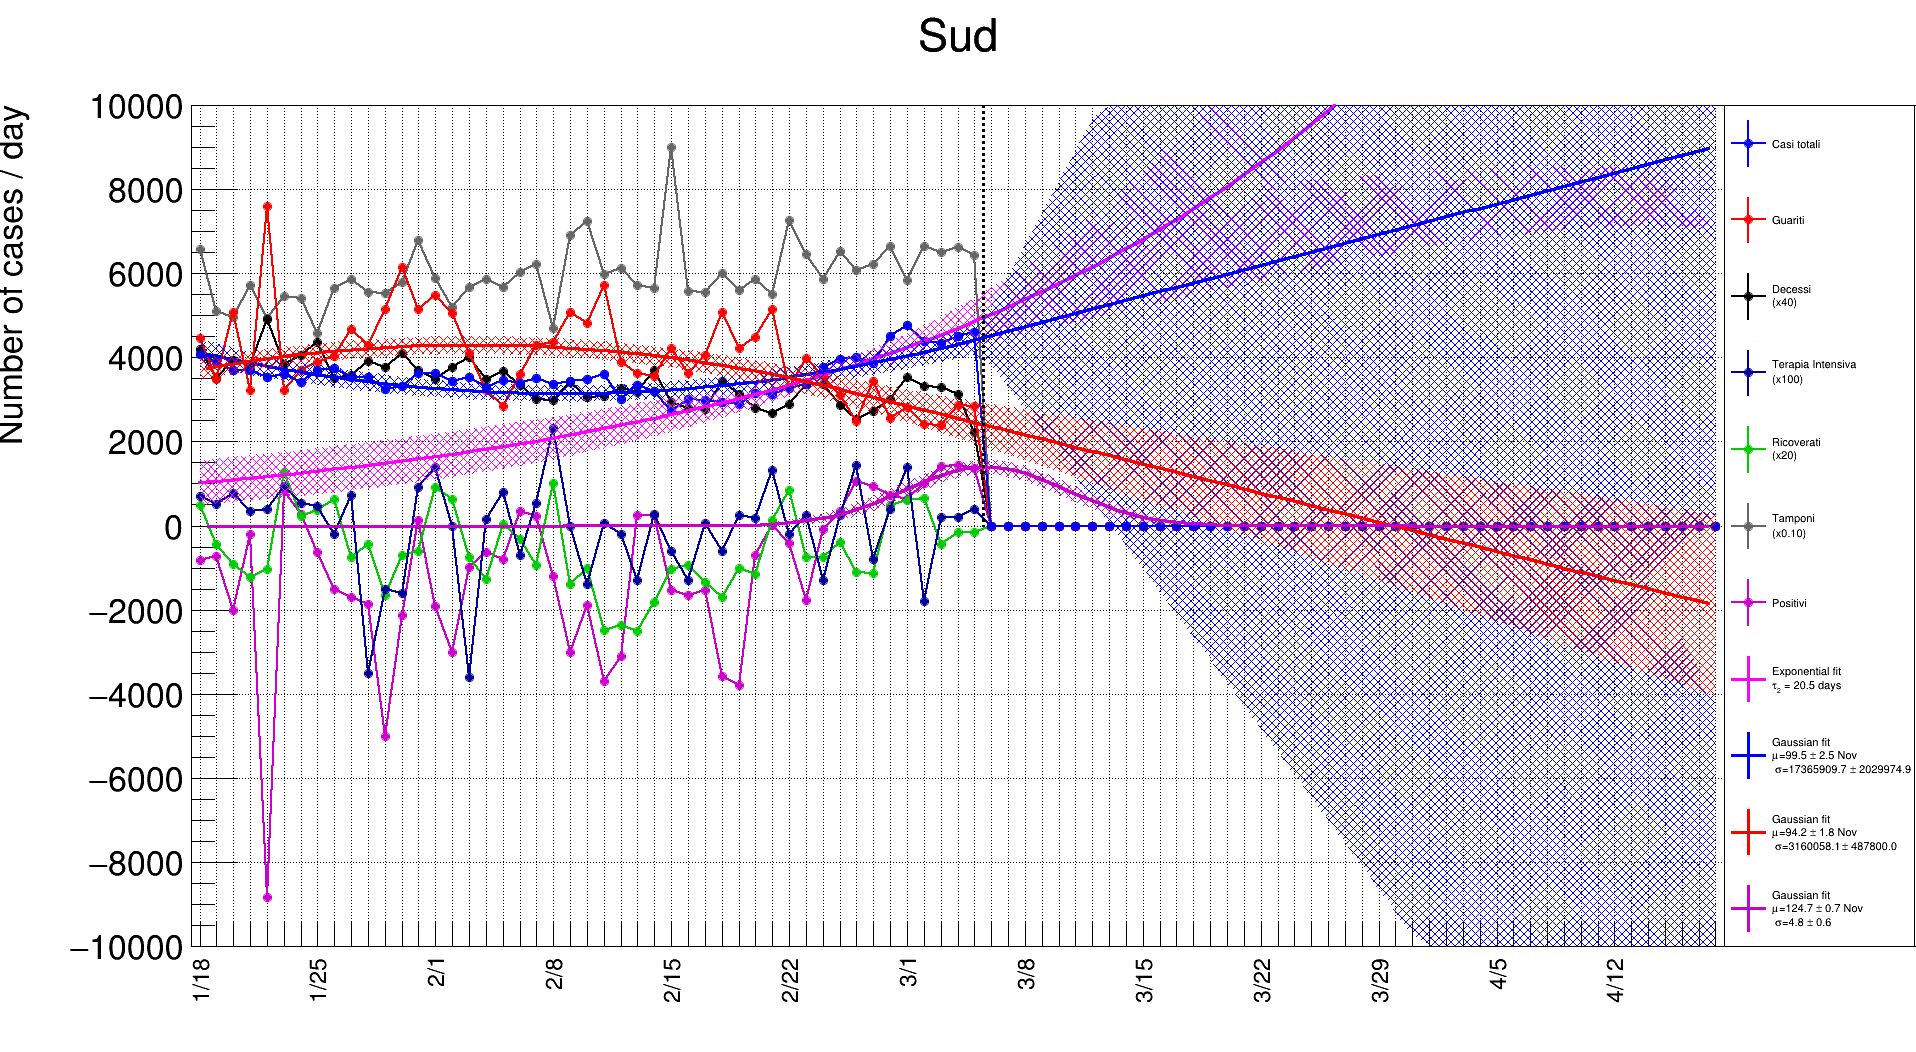 Sud
Number of cases / day
10000
8000
6000
4000
2000
0
−2000
−4000
−6000
−8000
−10000
1/18
1/25
2/1
2/8
2/15
2/22
3/1
3/8
3/15
3/22
3/29
4/5
4/12
Casi totali
Guariti
Decessi
(x40)
Terapia Intensiva
(x100)
Ricoverati
(x20)
Tamponi
(x0.10)
Positivi
Exponential fit
τ₂ = 20.5 days
Gaussian fit
μ=99.5 ± 2.5 Nov
σ=17365909.7 ± 2029974.9
Gaussian fit
μ=94.2 ± 1.8 Nov
σ=3160058.1 ± 487800.0
Gaussian fit
μ=124.7 ± 0.7 Nov
σ=4.8 ± 0.6